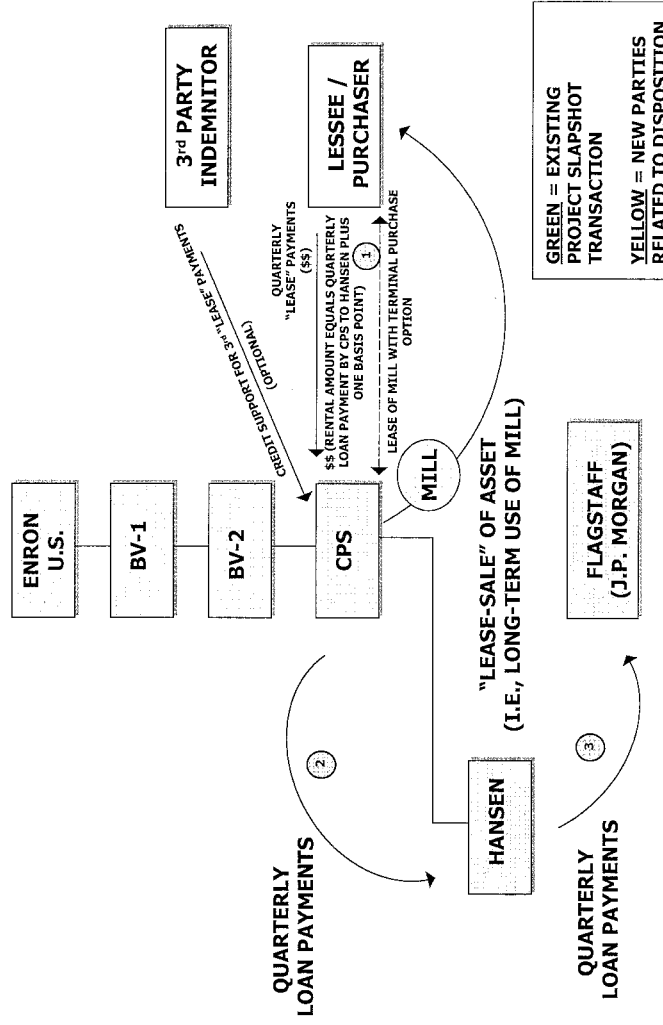 ENRON
U.S.
3rd PARTY
INDEMNITOR
BV-1
CREDIT SUPPORT FOR 3rd "LEASE" PAYMENTS
(OPTIONAL)
BV-2
QUARTERLY
"LEASE" PAYMENTS
($$)
CPS
$$ (RENTAL AMOUNT EQUALS QUARTERLY
LOAN PAYMENT BY CPS TO HANSEN PLUS
ONE BASIS POINT)
1
LESSEE /
PURCHASER
LEASE OF MILL WITH TERMINAL PURCHASE
OPTION
MILL
2
QUARTERLY
LOAN PAYMENTS
"LEASE-SALE" OF ASSET
(I.E., LONG-TERM USE OF MILL)
HANSEN
3
QUARTERLY
LOAN PAYMENTS
FLAGSTAFF
(J.P. MORGAN)
GREEN = EXISTING
PROJECT SLAPSHOT
TRANSACTION
YELLOW = NEW PARTIES
RELATED TO DISPOSITION